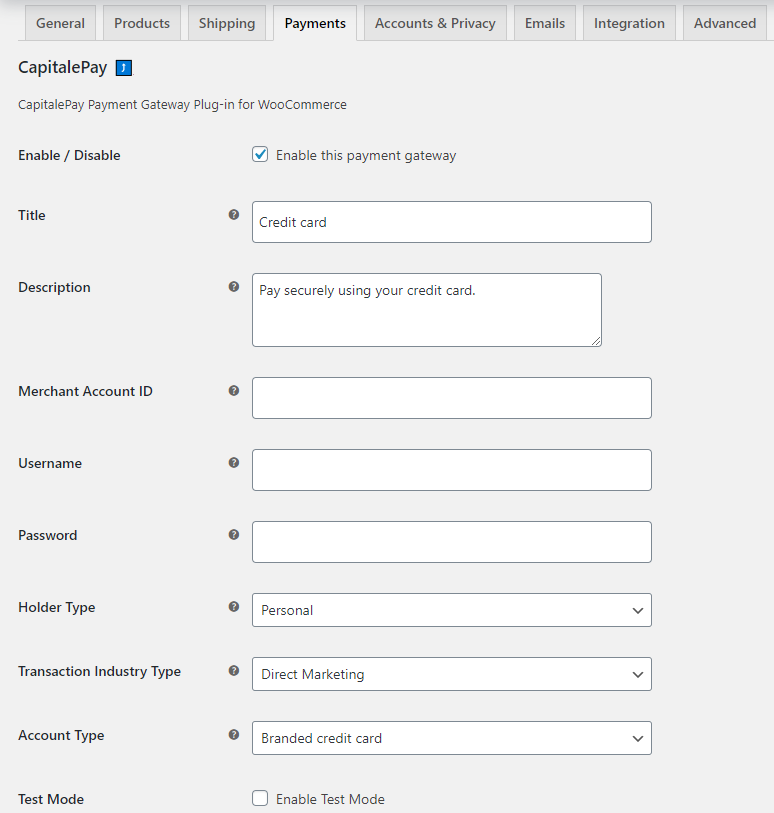 General Products Shipping Payments Accounts & Privacy Emails Integration Advanced
CapitalePay
CapitalePay Payment Gateway Plug-in for WooCommerce
Enable / Disable Enable this payment gateway
Title Credit card
Description Pay securely using your credit card.
Merchant Account ID
Username
Password
Holder Type Personal
Transaction Industry Type Direct Marketing
Account Type Branded credit card
Test Mode Enable Test Mode